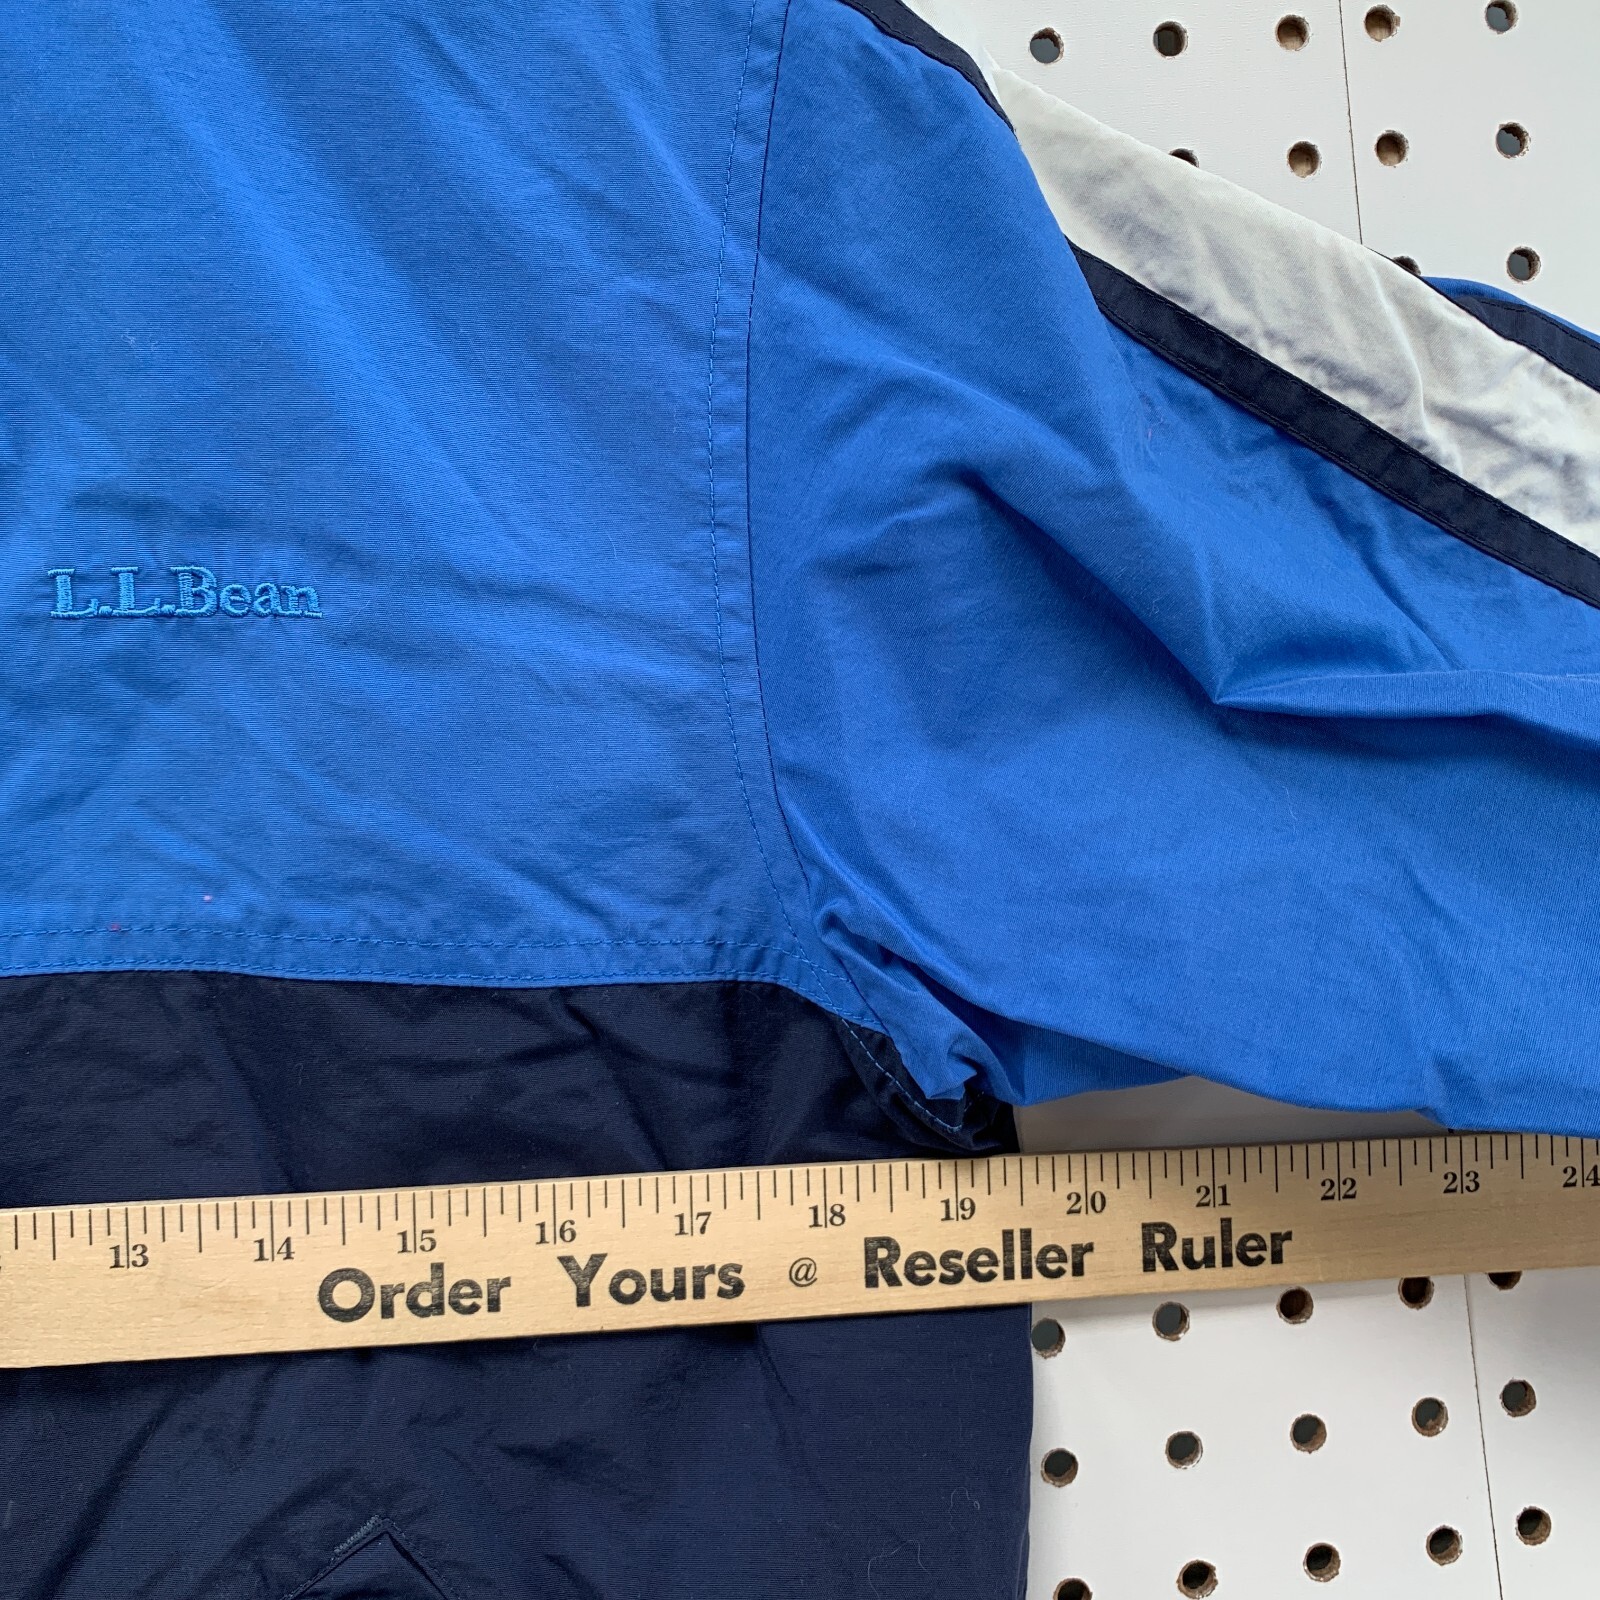 L.L.Bean
13 14 15 16 17 18 19 20 21 22 23 24
Order Yours @ Reseller Ruler